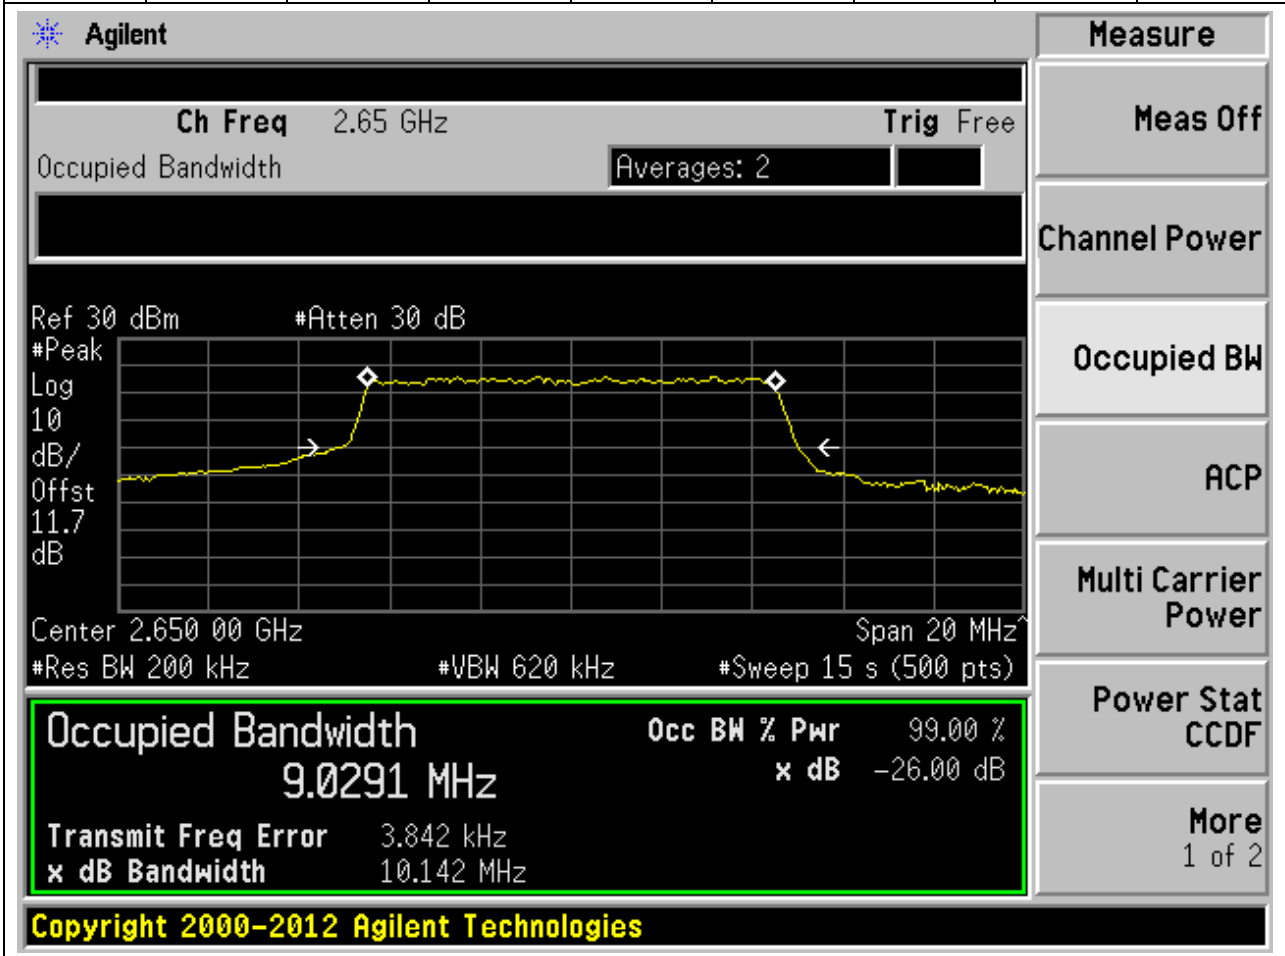 Agilent
Measure
Ch Freq 2.65 GHz Trig Free
Meas Off
Occupied Bandwidth Averages: 2
Channel Power
Ref 30 dBm #Atten 30 dB
#Peak
Log
10
dB/
Offst
11.7
dB
Occupied BW
ACP
Multi Carrier
Power
Center 2.650 00 GHz Span 20 MHz^
#Res BW 200 kHz #VBW 620 kHz #Sweep 15 s (500 pts)
Power Stat
CCDF
Occupied Bandwidth Occ BW % Pwr 99.00 %
9.0291 MHz x dB -26.00 dB
Transmit Freq Error 3.842 kHz
x dB Bandwidth 10.142 MHz
More
1 of 2
Copyright 2000-2012 Agilent Technologies